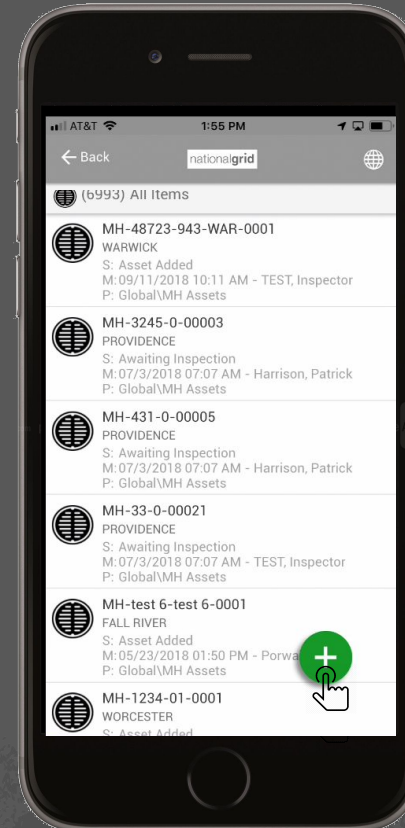 AT&T 1:55 PM
Back nationalgrid
(6993) All Items
MH-48723-943-WAR-0001
WARWICK
S: Asset Added
M:09/11/2018 10:11 AM - TEST, Inspector
P: Global\MH Assets
MH-3245-0-00003
PROVIDENCE
S: Awaiting Inspection
M:07/3/2018 07:07 AM - Harrison, Patrick
P: Global\MH Assets
MH-431-0-00005
PROVIDENCE
S: Awaiting Inspection
M:07/3/2018 07:07 AM - Harrison, Patrick
P: Global\MH Assets
MH-33-0-00021
PROVIDENCE
S: Awaiting Inspection
M:07/3/2018 07:07 AM - TEST, Inspector
P: Global\MH Assets
MH-test 6-test 6-0001
FALL RIVER
S: Asset Added
M:05/23/2018 01:50 PM - Porwa
P: Global\MH Assets
MH-1234-01-0001
WORCESTER
S: Asset Added